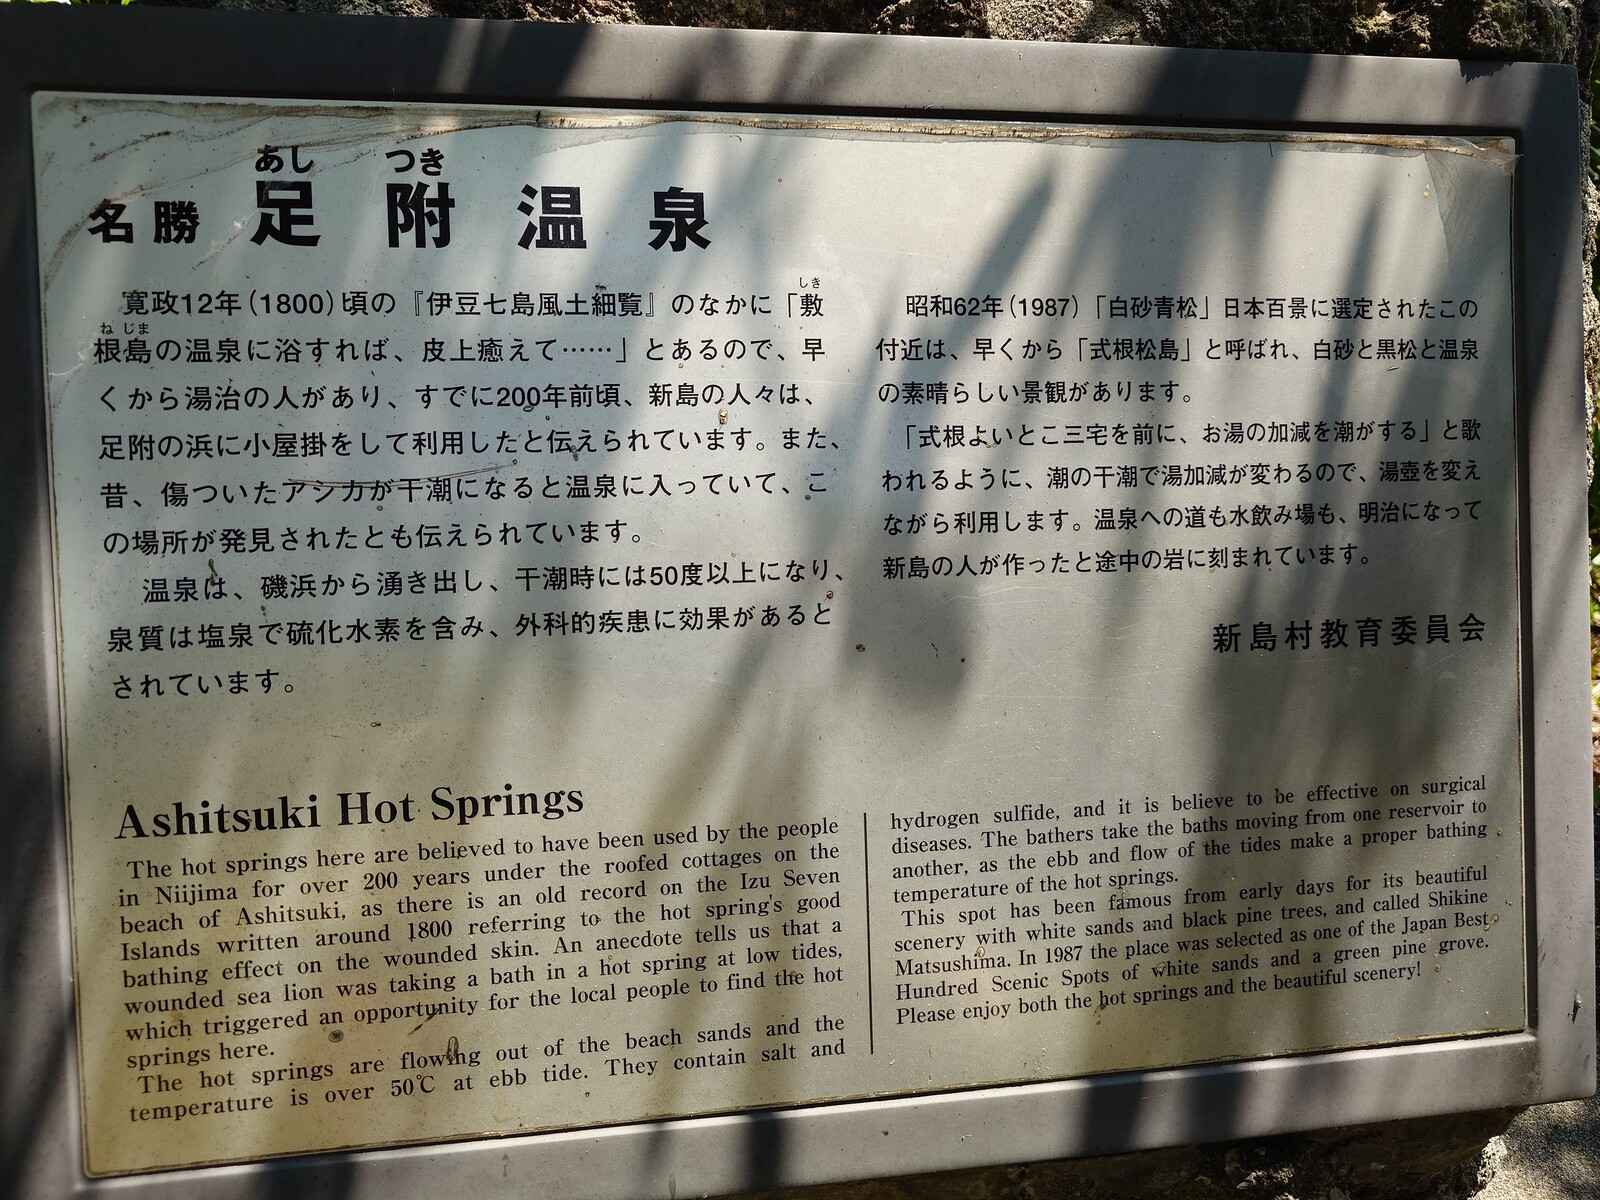 あし つき
名勝 足附温泉
寛政12年(1800)頃の『伊豆七島風土細覧』のなかに「敷
しき
ねじま
根島の温泉に浴すれば、皮上癒えて……」とあるので、早
くから湯治の人があり、すでに200年前頃、新島の人々は、
足附の浜に小屋掛をして利用したと伝えられています。また、
昔、傷ついたアシカが干潮になると温泉に入っていて、こ
の場所が発見されたとも伝えられています。
温泉は、磯浜から湧き出し、干潮時には50度以上になり、
泉質は塩泉で硫化水素を含み、外科的疾患に効果があると
されています。
昭和62年(1987)「白砂青松」日本百景に選定されたこの
付近は、早くから「式根松島」と呼ばれ、白砂と黒松と温泉
の素晴らしい景観があります。
「式根よいとこ三宅を前に、お湯の加減を潮がする」と歌
われるように、潮の干潮で湯加減が変わるので、湯壺を変え
ながら利用します。温泉への道も水飲み場も、明治になって
新島の人が作ったと途中の岩に刻まれています。
新島村教育委員会
Ashitsuki Hot Springs
The hot springs here are believed to have been used by the people
in Niijima for over 200 years under the roofed cottages on the
beach of Ashitsuki, as there is an old record on the Izu Seven
Islands written around 1800 referring to the hot spring's good
bathing effect on the wounded skin. An anecdote tells us that a
wounded sea lion was taking a bath in a hot spring at low tides,
which triggered an opportunity for the local people to find the hot
springs here.
The hot springs are flowing out of the beach sands and the
temperature is over 50℃ at ebb tide. They contain salt and
hydrogen sulfide, and it is believe to be effective on surgical
diseases. The bathers take the baths moving from one reservoir to
another, as the ebb and flow of the tides make a proper bathing
temperature of the hot springs.
This spot has been famous from early days for its beautiful
scenery with white sands and black pine trees, and called Shikine
Matsushima. In 1987 the place was selected as one of the Japan Best
Hundred Scenic Spots of white sands and a green pine grove.
Please enjoy both the hot springs and the beautiful scenery!